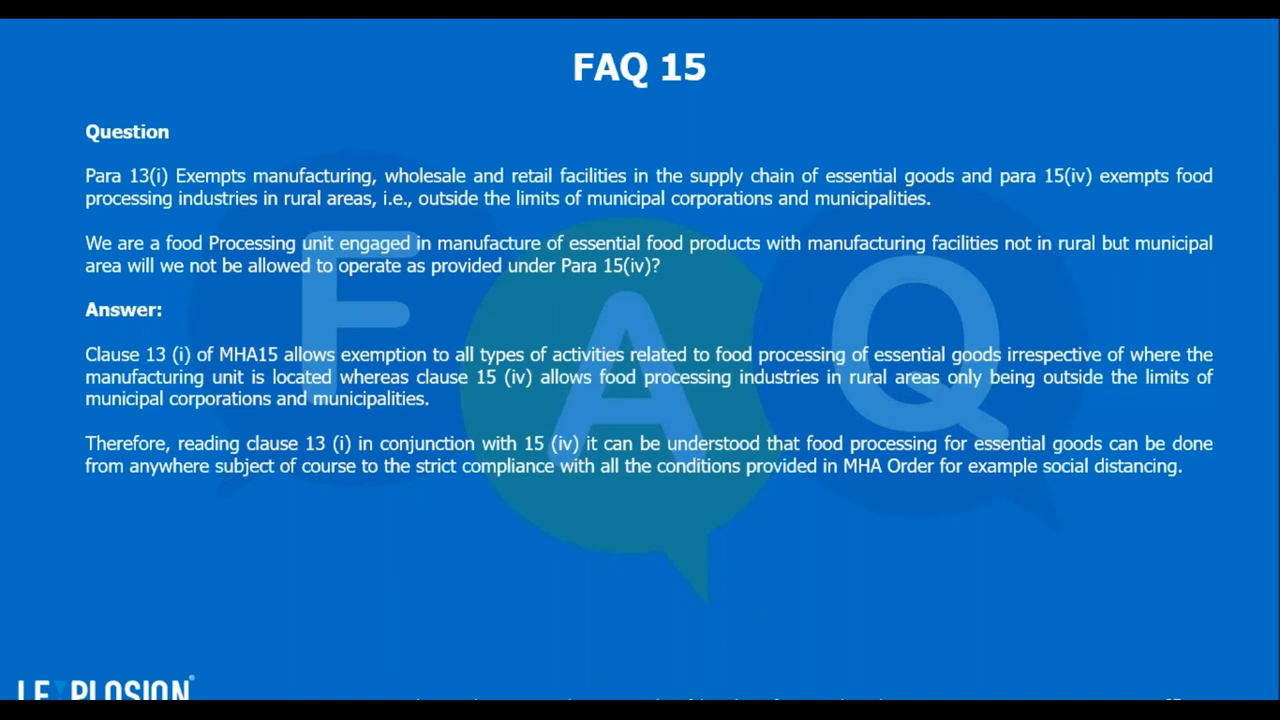 FAQ 15
Question
Para 13(i) Exempts manufacturing, wholesale and retail facilities in the supply chain of essential goods and para 15(iv) exempts food
processing industries in rural areas, i.e., outside the limits of municipal corporations and municipalities.
We are a food Processing unit engaged in manufacture of essential food products with manufacturing facilities not in rural but municipal
area will we not be allowed to operate as provided under Para 15(iv)?
Answer:
Clause 13 (i) of MHA15 allows exemption to all types of activities related to food processing of essential goods irrespective of where the
manufacturing unit is located whereas clause 15 (iv) allows food processing industries in rural areas only being outside the limits of
municipal corporations and municipalities.
Therefore, reading clause 13 (i) in conjunction with 15 (iv) it can be understood that food processing for essential goods can be done
from anywhere subject of course to the strict compliance with all the conditions provided in MHA Order for example social distancing.
F A Q
LEXPLOSION